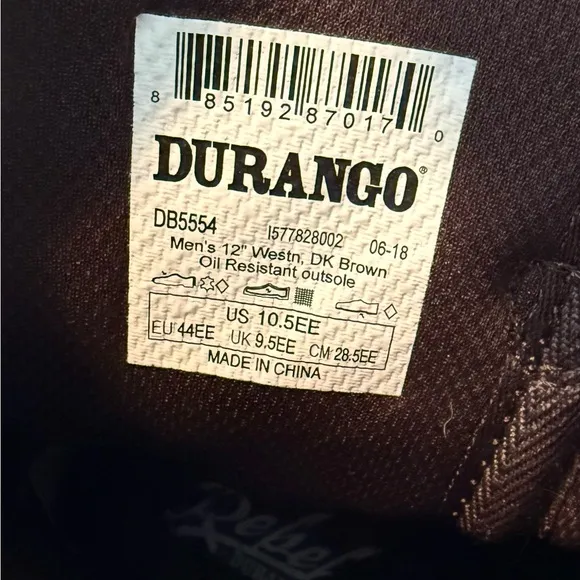 8 85192 87017 0
DURANGO®
DB5554 I577828002 06-18
Men's 12" Westn, DK Brown
Oil Resistant outsole
US 10.5EE
EU 44EE UK 9.5EE CM 28.5EE
MADE IN CHINA
Rebel